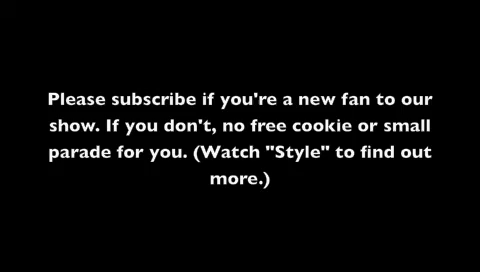 Please subscribe if you're a new fan to our
show. If you don't, no free cookie or small
parade for you. (Watch "Style" to find out
more.)